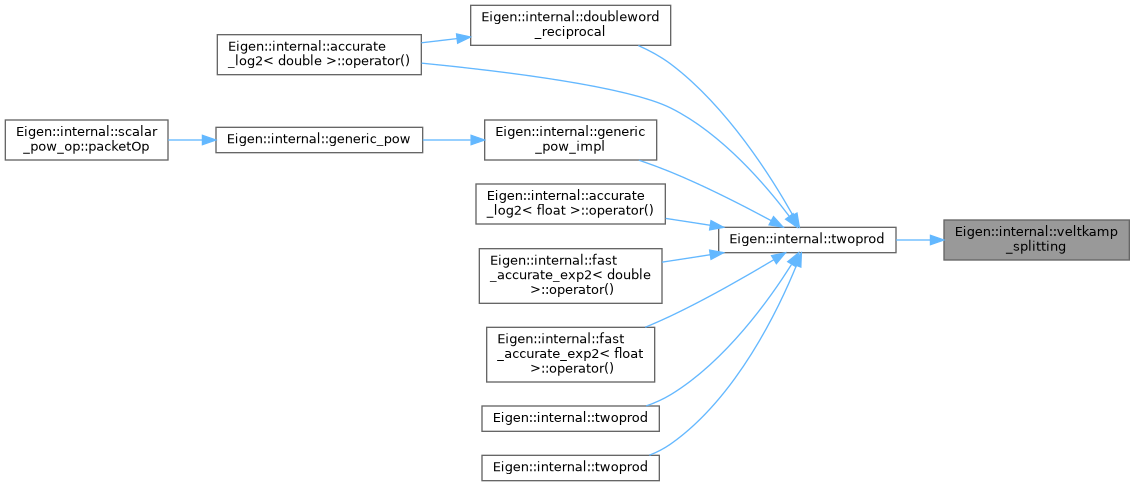 Eigen::internal::doubleword
_reciprocal
Eigen::internal::accurate
_log2< double >::operator()
Eigen::internal::scalar
_pow_op::packetOp
Eigen::internal::generic_pow
Eigen::internal::generic
_pow_impl
Eigen::internal::accurate
_log2< float >::operator()
Eigen::internal::twoprod
Eigen::internal::veltkamp
_splitting
Eigen::internal::fast
_accurate_exp2< double
>::operator()
Eigen::internal::fast
_accurate_exp2< float
>::operator()
Eigen::internal::twoprod
Eigen::internal::twoprod